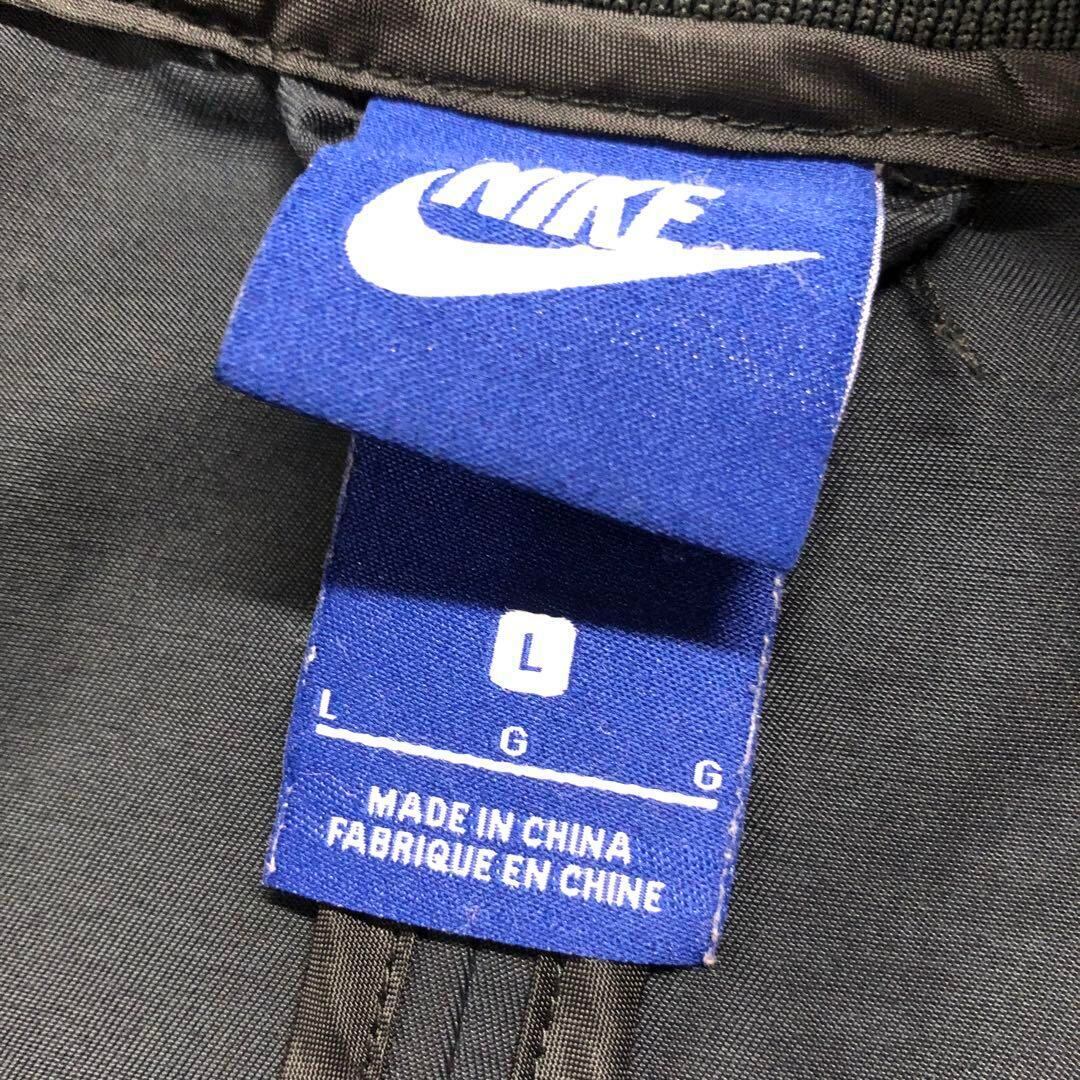 NIKE
L
L G G
MADE IN CHINA
FABRIQUE EN CHINE